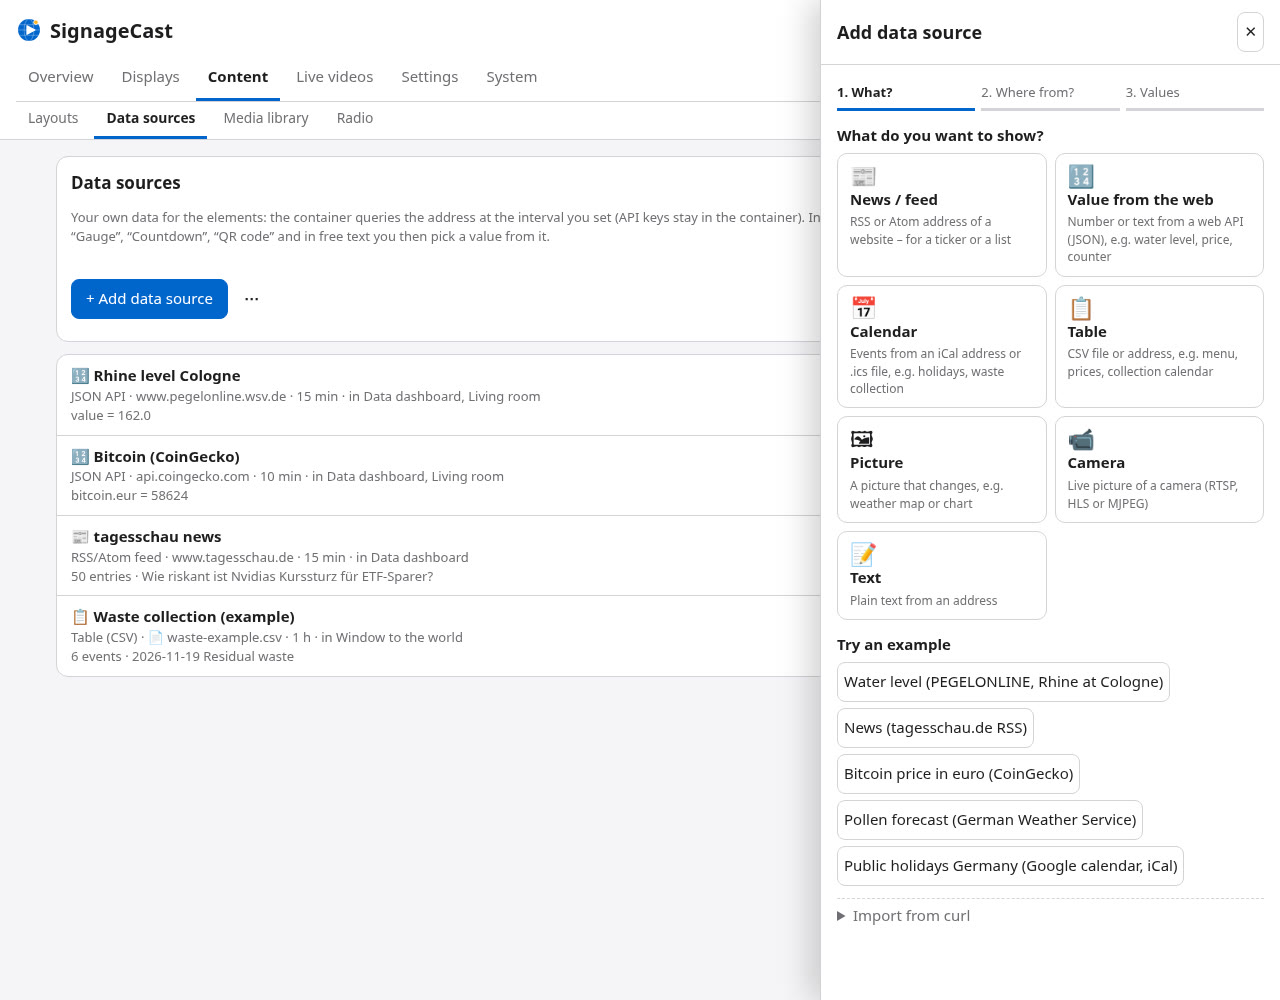 SignageCast
Overview Displays Content Live videos Settings System
Layouts Data sources Media library Radio
Data sources
Your own data for the elements: the container queries the address at the interval you set (API keys stay in the container). In
“Gauge”, “Countdown”, “QR code” and in free text you then pick a value from it.
+ Add data source ···
Rhine level Cologne
JSON API · www.pegelonline.wsv.de · 15 min · in Data dashboard, Living room
value = 162.0
Bitcoin (CoinGecko)
JSON API · api.coingecko.com · 10 min · in Data dashboard, Living room
bitcoin.eur = 58624
tagesschau news
RSS/Atom feed · www.tagesschau.de · 15 min · in Data dashboard
50 entries · Wie riskant ist Nvidias Kurssturz für ETF-Sparer?
Waste collection (example)
Table (CSV) · 📄 waste-example.csv · 1 h · in Window to the world
6 events · 2026-11-19 Residual waste
Add data source ✕
1. What? 2. Where from? 3. Values
What do you want to show?
News / feed
RSS or Atom address of a
website – for a ticker or a list
Value from the web
Number or text from a web API
(JSON), e.g. water level, price,
counter
Calendar
Events from an iCal address or
.ics file, e.g. holidays, waste
collection
Table
CSV file or address, e.g. menu,
prices, collection calendar
Picture
A picture that changes, e.g.
weather map or chart
Camera
Live picture of a camera (RTSP,
HLS or MJPEG)
Text
Plain text from an address
Try an example
Water level (PEGELONLINE, Rhine at Cologne)
News (tagesschau.de RSS)
Bitcoin price in euro (CoinGecko)
Pollen forecast (German Weather Service)
Public holidays Germany (Google calendar, iCal)
Import from curl